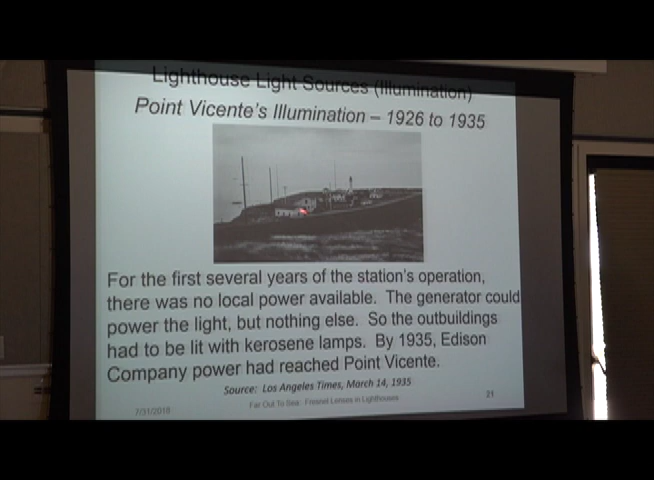 Lighthouse Light Sources (Illumination)
Point Vicente's Illumination – 1926 to 1935
For the first several years of the station's operation,
there was no local power available. The generator could
power the light, but nothing else. So the outbuildings
had to be lit with kerosene lamps. By 1935, Edison
Company power had reached Point Vicente.
Source: Los Angeles Times, March 14, 1935
7/31/2018
Far Out To Sea: Fresnel Lenses in Lighthouses
21